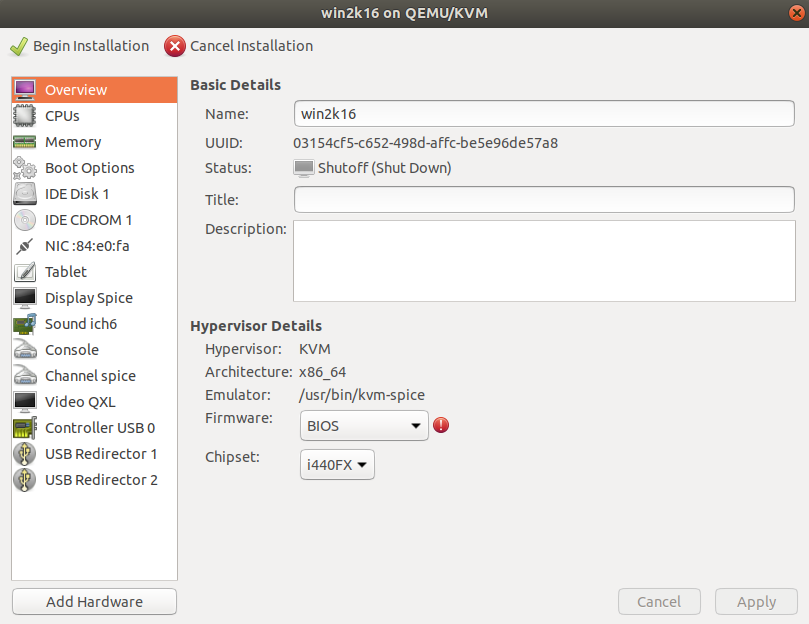 win2k16 on QEMU/KVM
Begin Installation Cancel Installation
Overview
CPUs
Memory
Boot Options
IDE Disk 1
IDE CDROM 1
NIC :84:e0:fa
Tablet
Display Spice
Sound ich6
Console
Channel spice
Video QXL
Controller USB 0
USB Redirector 1
USB Redirector 2
Add Hardware
Basic Details
Name: win2k16
UUID: 03154cf5-c652-498d-affc-be5e96de57a8
Status: Shutoff (Shut Down)
Title:
Description:
Hypervisor Details
Hypervisor: KVM
Architecture: x86_64
Emulator: /usr/bin/kvm-spice
Firmware: BIOS
Chipset: i440FX
Cancel Apply